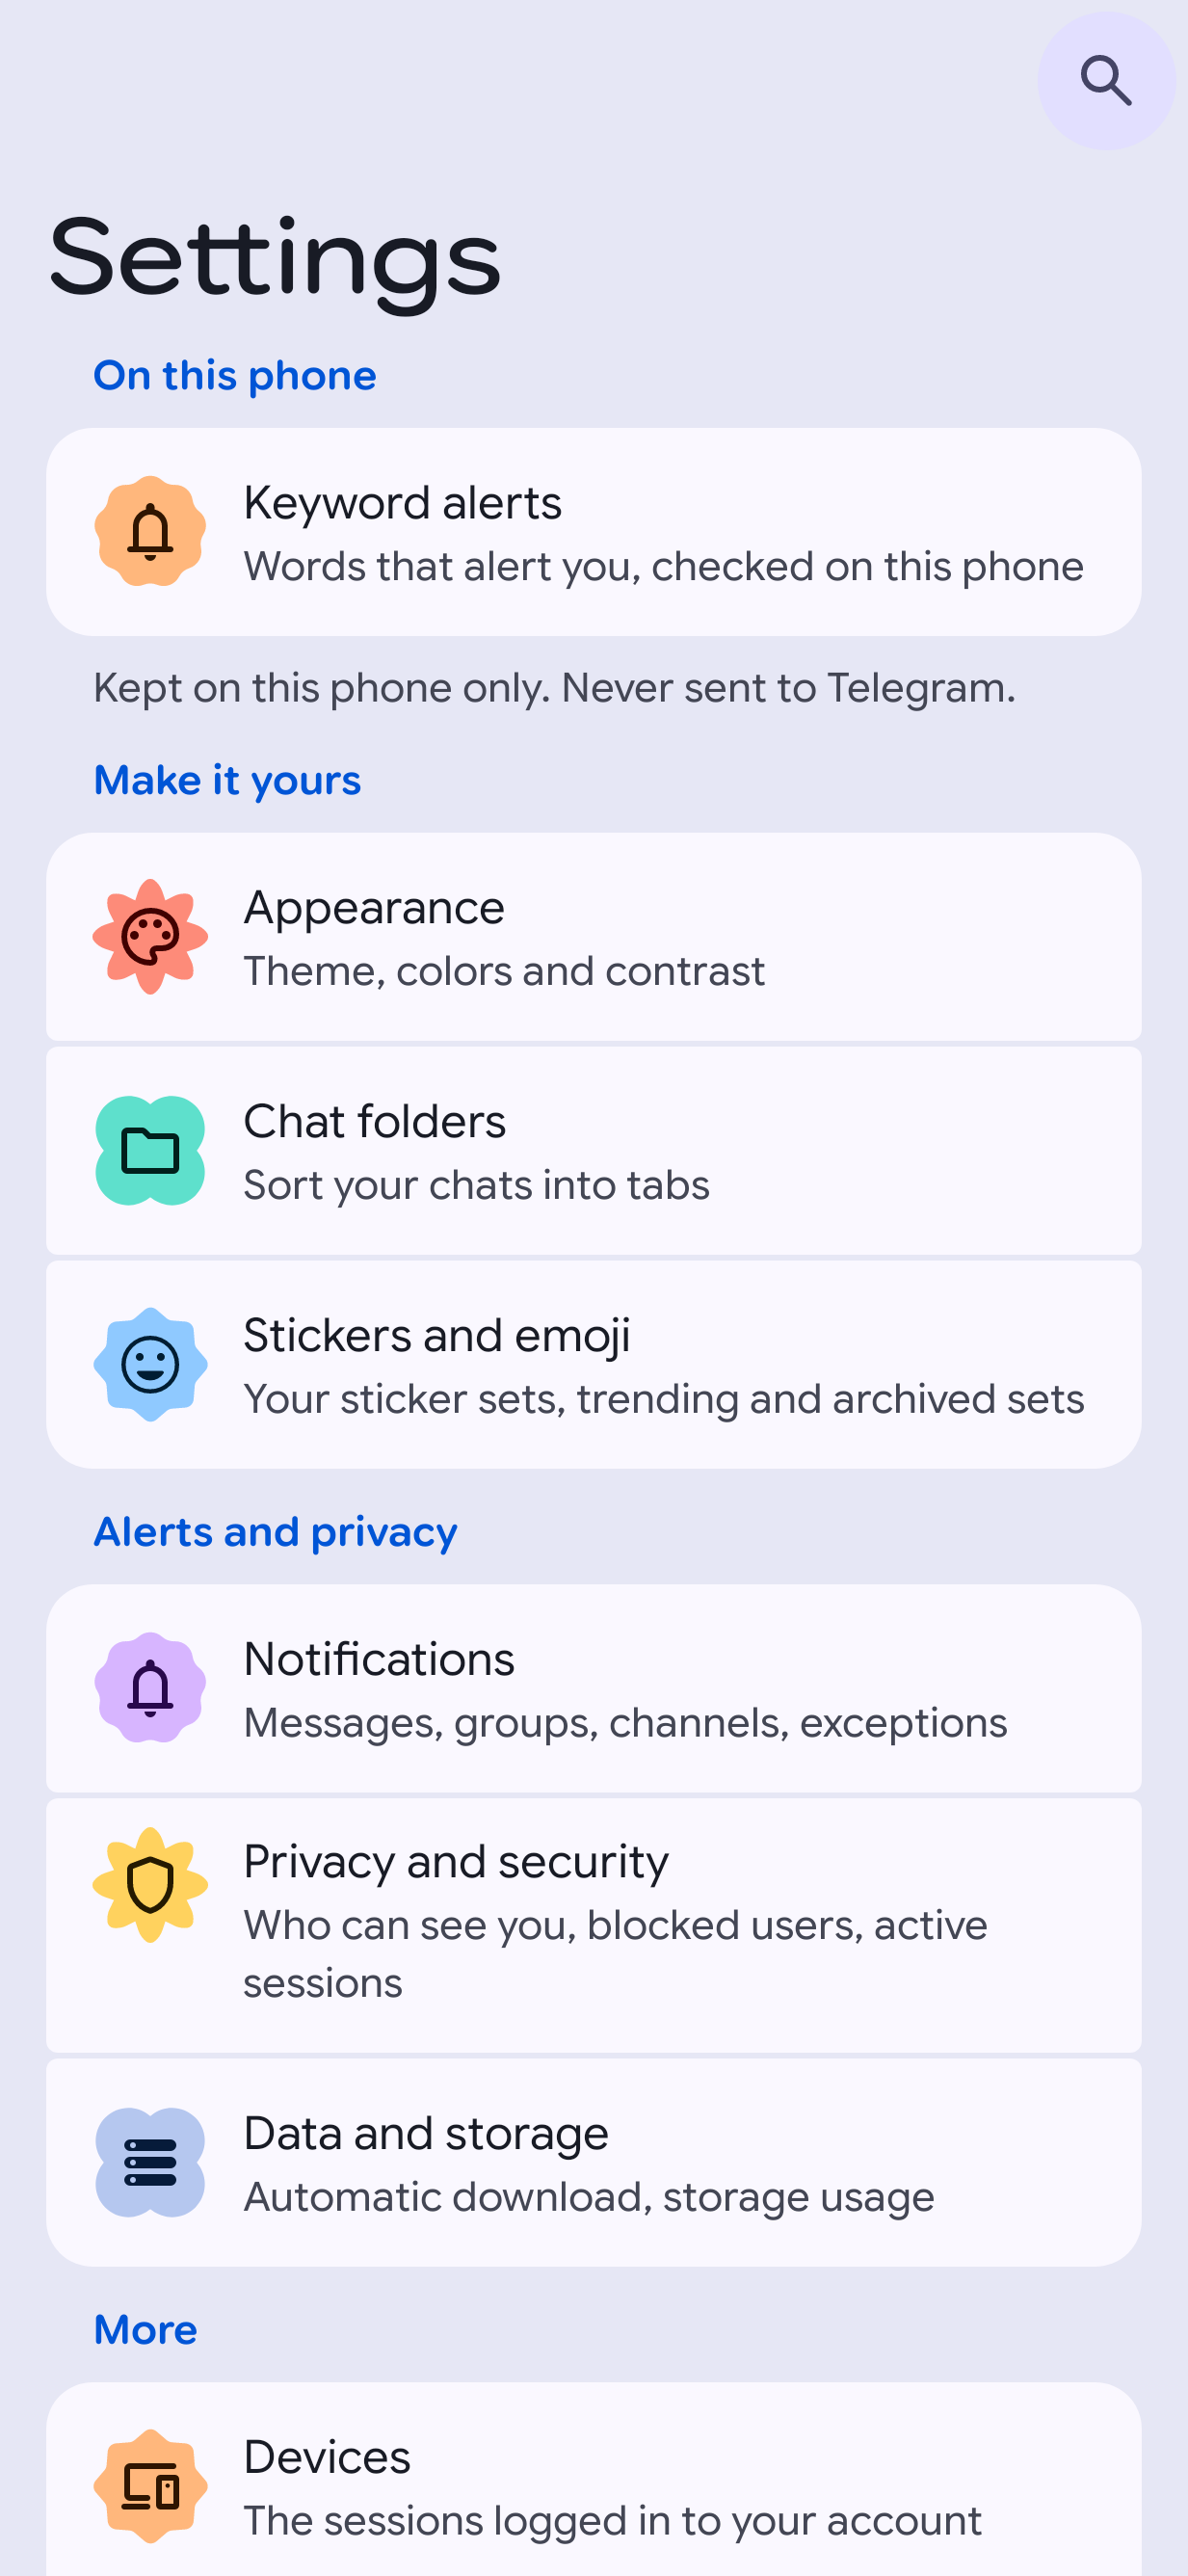 Settings
On this phone
Keyword alerts
Words that alert you, checked on this phone
Kept on this phone only. Never sent to Telegram.
Make it yours
Appearance
Theme, colors and contrast
Chat folders
Sort your chats into tabs
Stickers and emoji
Your sticker sets, trending and archived sets
Alerts and privacy
Notifications
Messages, groups, channels, exceptions
Privacy and security
Who can see you, blocked users, active
sessions
Data and storage
Automatic download, storage usage
More
Devices
The sessions logged in to your account